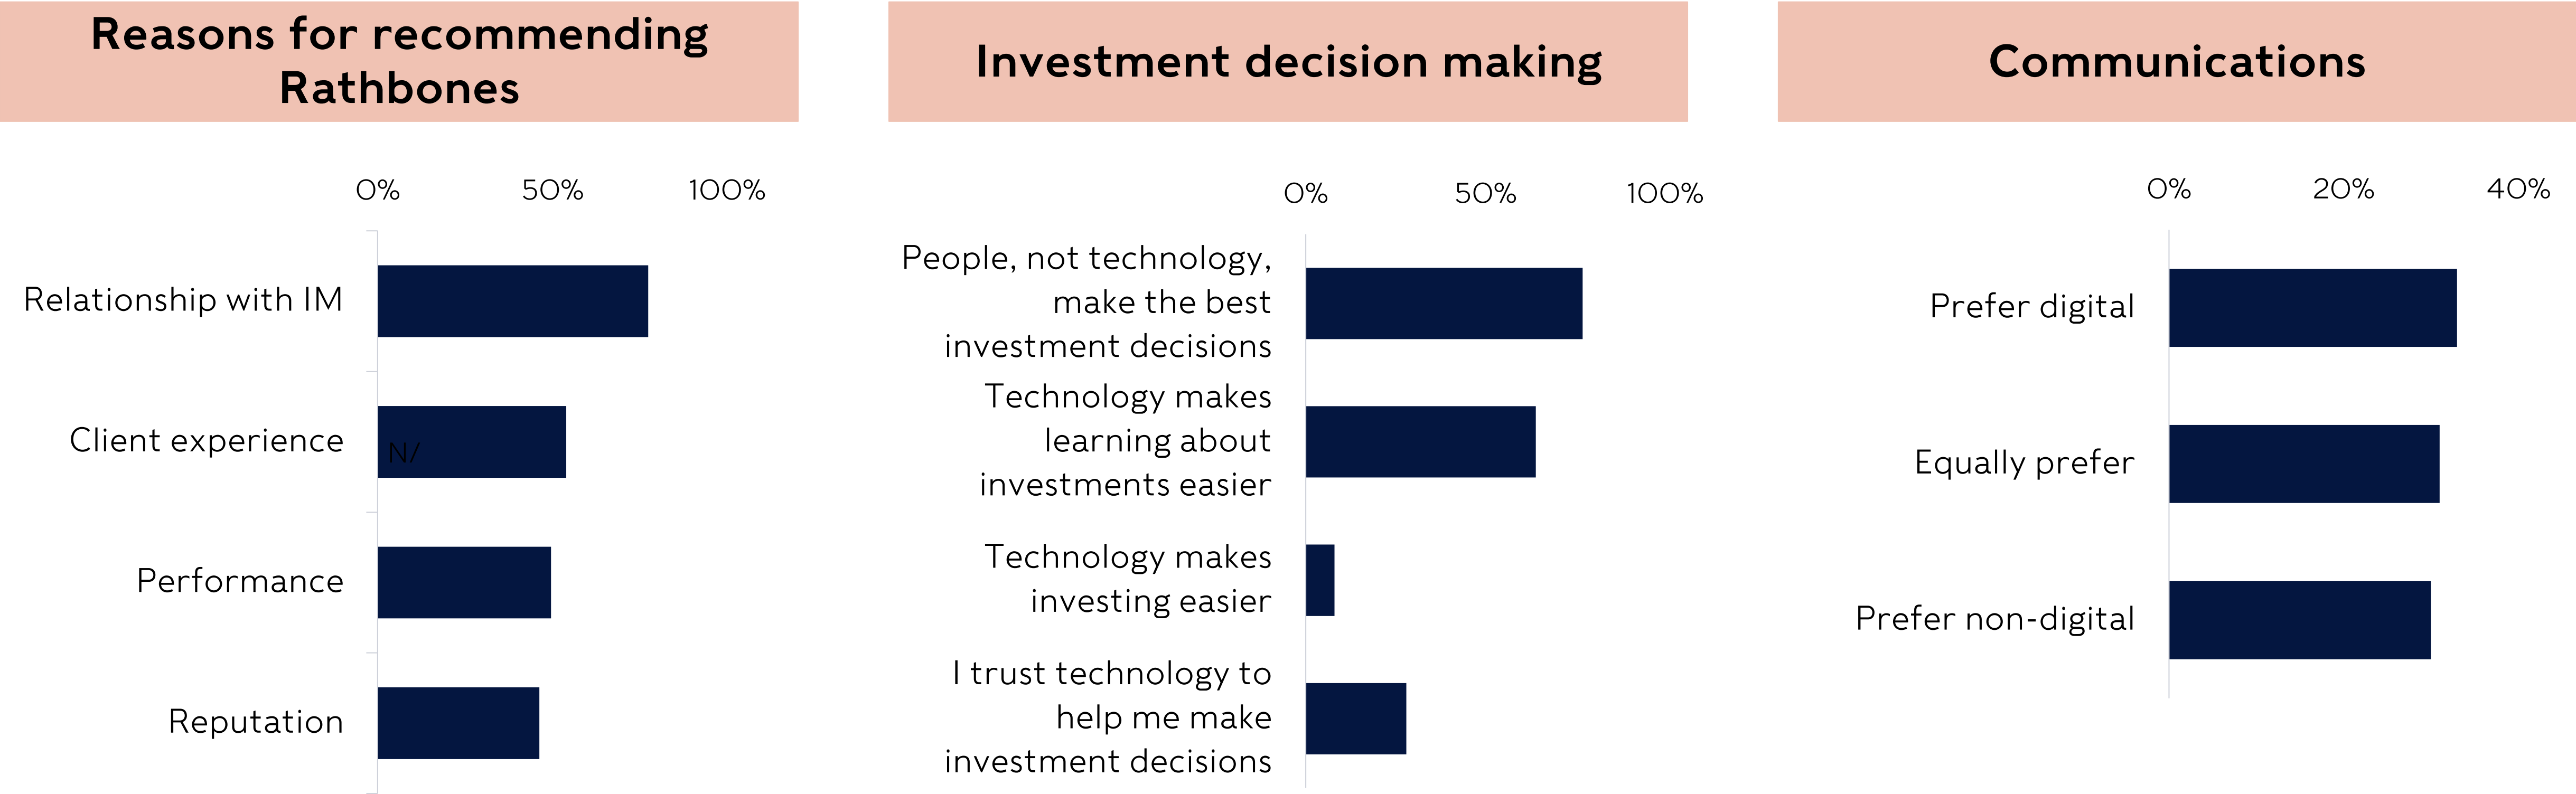 Reasons for recommending
Rathbones
0% 50% 100%
Relationship with IM
Client experience
N/
Performance
Reputation
Investment decision making
0% 50% 100%
People, not technology,
make the best
investment decisions
Technology makes
learning about
investments easier
Technology makes
investing easier
I trust technology to
help me make
investment decisions
Communications
0% 20% 40%
Prefer digital
Equally prefer
Prefer non-digital